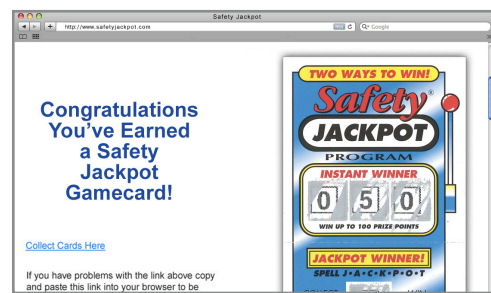 Safety Jackpot
http://www.safetyjackpot.com
Google
Congratulations
You've Earned
a Safety
Jackpot
Gamecard!
Collect Cards Here
If you have problems with the link above copy
and paste this link into your browser to be
TWO WAYS TO WIN!
Safety®
JACKPOT
PROGRAM
INSTANT WINNER
0 5 0
WIN UP TO 100 PRIZE POINTS
JACKPOT WINNER!
SPELL J•A•C•K•P•O•T